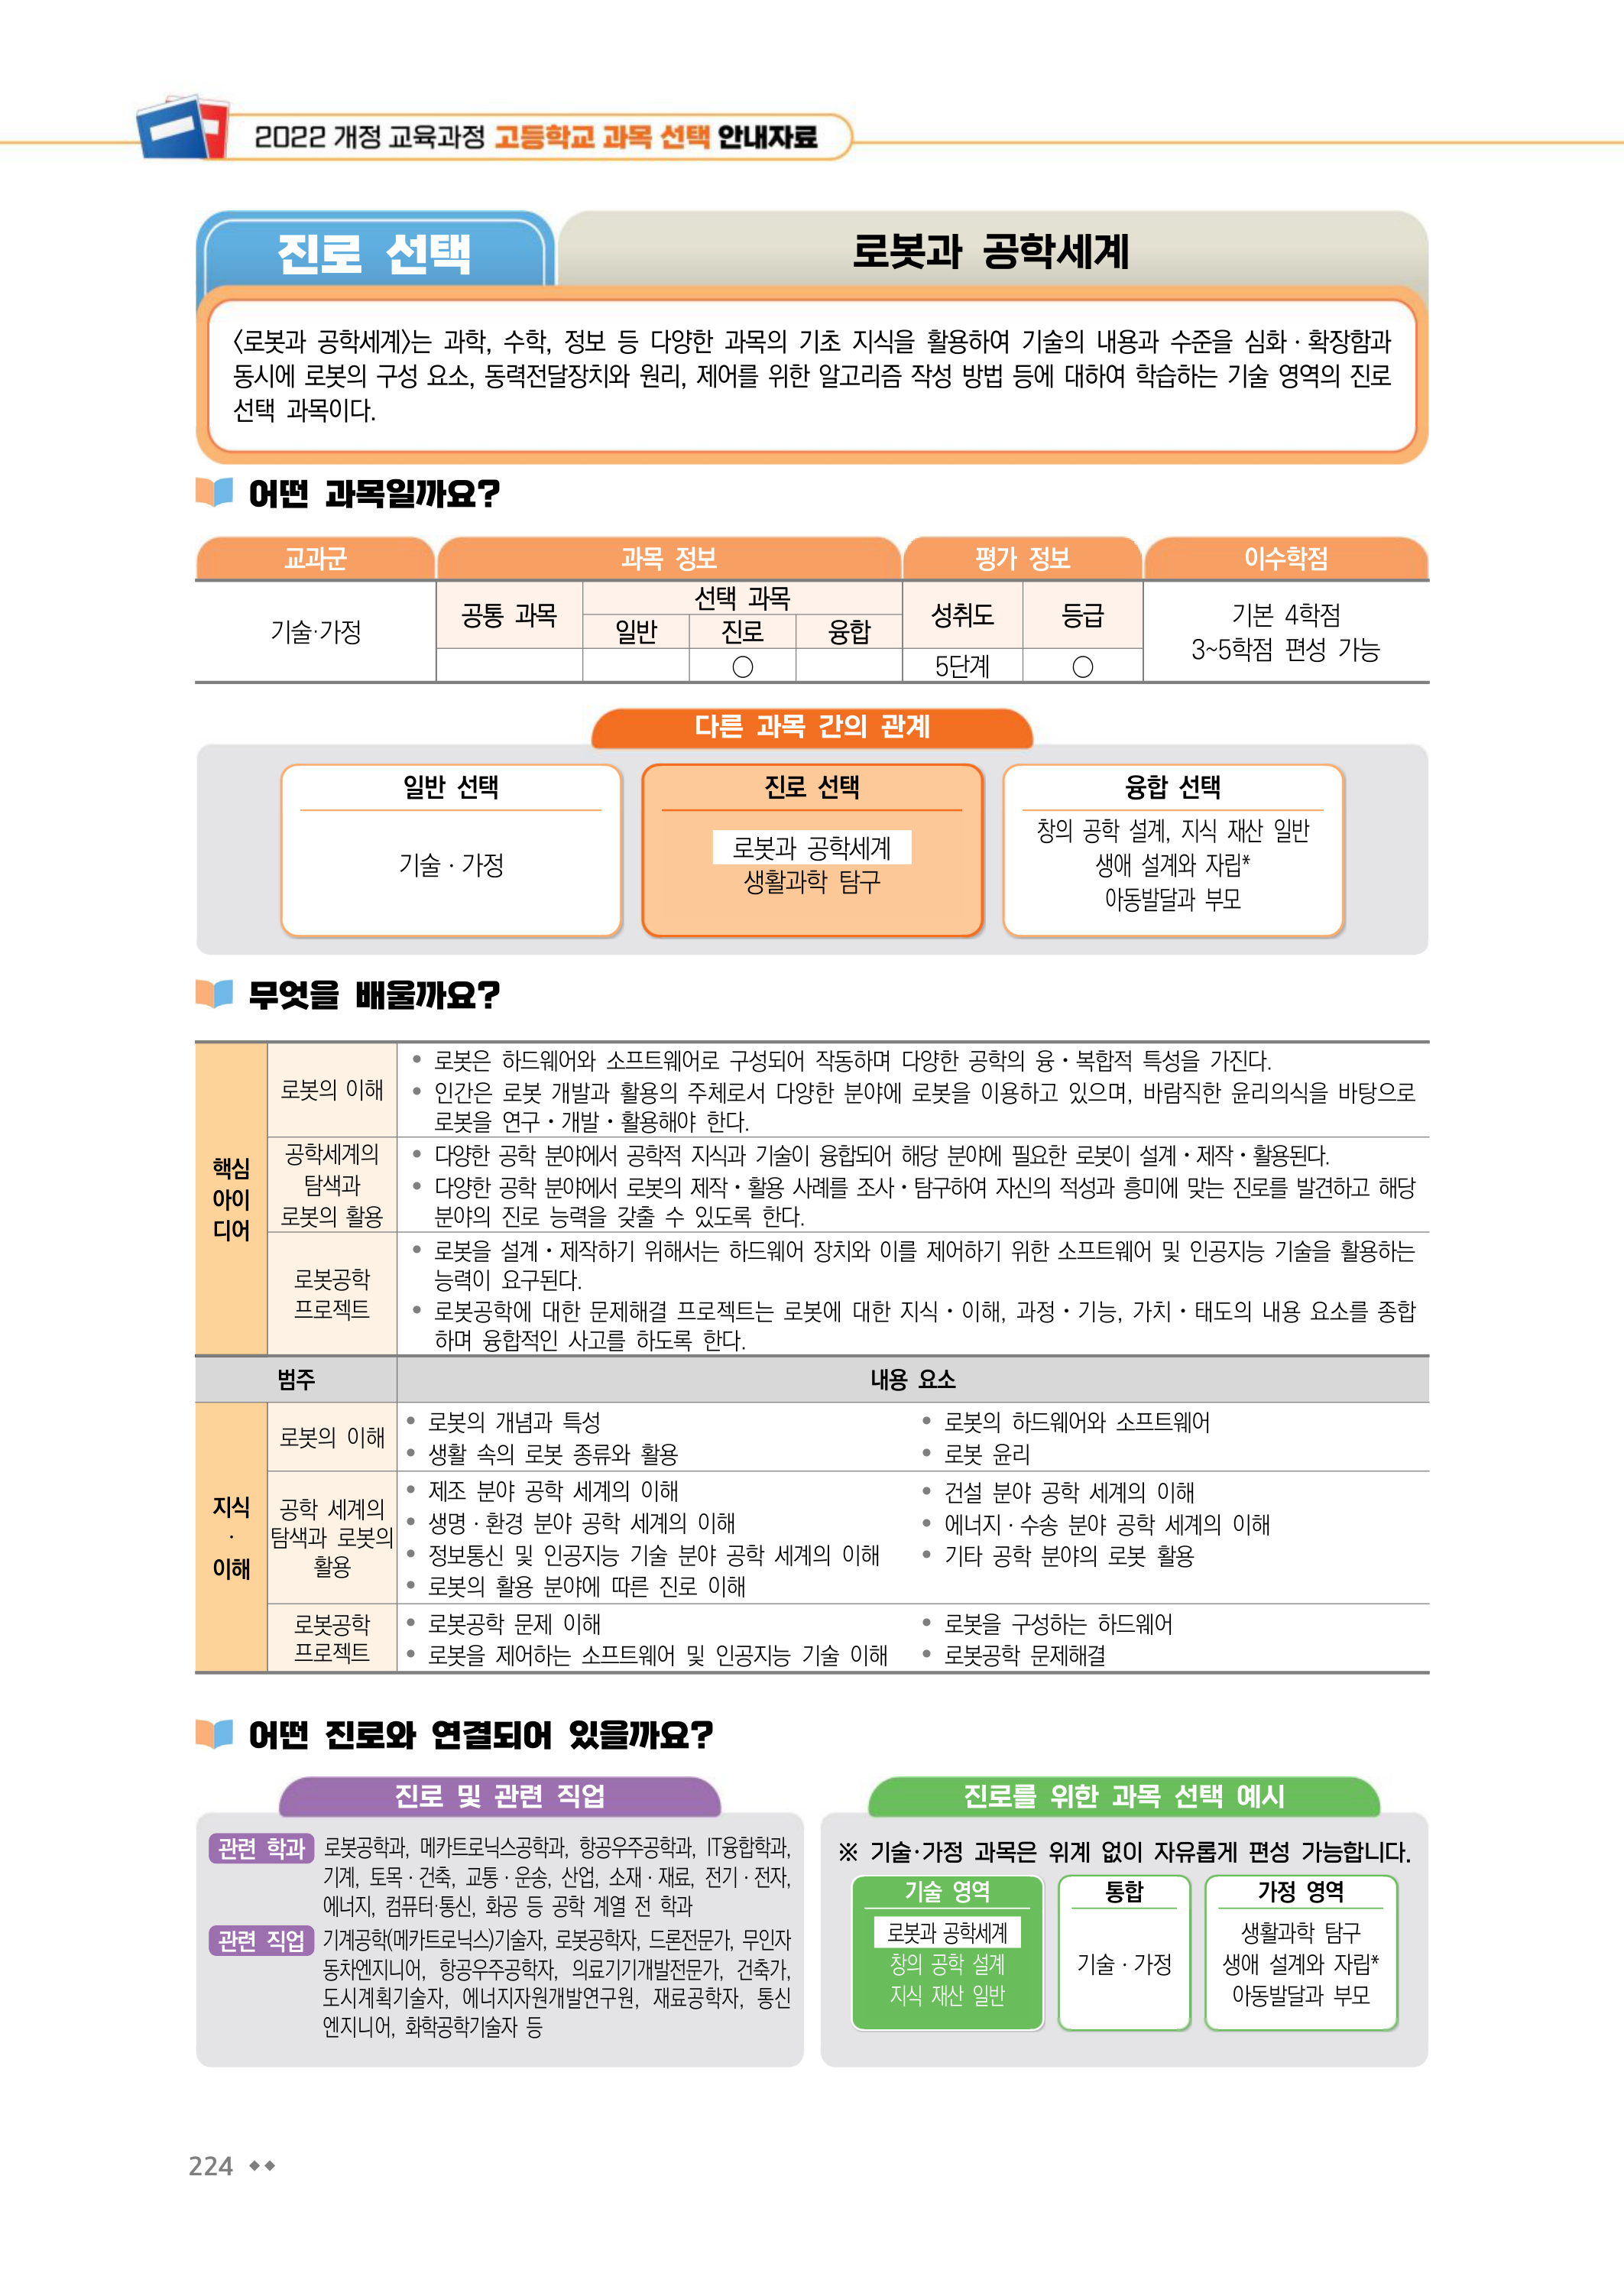 2022 개정 교육과정 고등학교 과목 선택 안내자료
진로 선택
로봇과 공학세계
〈로봇과 공학세계〉는 과학, 수학, 정보 등 다양한 과목의 기초 지식을 활용하여 기술의 내용과 수준을 심화 · 확장함과
동시에 로봇의 구성 요소, 동력전달장치와 원리, 제어를 위한 알고리즘 작성 방법 등에 대하여 학습하는 기술 영역의 진로
선택 과목이다.
어떤 과목일까요?
교과군 과목 정보 평가 정보 이수학점
기술·가정
공통 과목
선택 과목
일반 진로 융합
○
성취도 등급
5단계 ○
기본 4학점
3~5학점 편성 가능
다른 과목 간의 관계
일반 선택
기술 · 가정
진로 선택
로봇과 공학세계
생활과학 탐구
융합 선택
창의 공학 설계, 지식 재산 일반
생애 설계와 자립*
아동발달과 부모
무엇을 배울까요?
핵심
아이
디어
로봇의 이해
• 로봇은 하드웨어와 소프트웨어로 구성되어 작동하며 다양한 공학의 융・복합적 특성을 가진다.
• 인간은 로봇 개발과 활용의 주체로서 다양한 분야에 로봇을 이용하고 있으며, 바람직한 윤리의식을 바탕으로
로봇을 연구・개발・활용해야 한다.
공학세계의
탐색과
로봇의 활용
• 다양한 공학 분야에서 공학적 지식과 기술이 융합되어 해당 분야에 필요한 로봇이 설계・제작・활용된다.
• 다양한 공학 분야에서 로봇의 제작・활용 사례를 조사・탐구하여 자신의 적성과 흥미에 맞는 진로를 발견하고 해당
분야의 진로 능력을 갖출 수 있도록 한다.
로봇공학
프로젝트
• 로봇을 설계・제작하기 위해서는 하드웨어 장치와 이를 제어하기 위한 소프트웨어 및 인공지능 기술을 활용하는
능력이 요구된다.
• 로봇공학에 대한 문제해결 프로젝트는 로봇에 대한 지식・이해, 과정・기능, 가치・태도의 내용 요소를 종합
하며 융합적인 사고를 하도록 한다.
범주 내용 요소
지식
·
이해
로봇의 이해
• 로봇의 개념과 특성 • 로봇의 하드웨어와 소프트웨어
• 생활 속의 로봇 종류와 활용 • 로봇 윤리
공학 세계의
탐색과 로봇의
활용
• 제조 분야 공학 세계의 이해 • 건설 분야 공학 세계의 이해
• 생명 · 환경 분야 공학 세계의 이해 • 에너지 · 수송 분야 공학 세계의 이해
• 정보통신 및 인공지능 기술 분야 공학 세계의 이해 • 기타 공학 분야의 로봇 활용
• 로봇의 활용 분야에 따른 진로 이해
로봇공학
프로젝트
• 로봇공학 문제 이해 • 로봇을 구성하는 하드웨어
• 로봇을 제어하는 소프트웨어 및 인공지능 기술 이해 • 로봇공학 문제해결
어떤 진로와 연결되어 있을까요?
진로 및 관련 직업
관련 학과 로봇공학과, 메카트로닉스공학과, 항공우주공학과, IT융합학과,
기계, 토목 · 건축, 교통 · 운송, 산업, 소재 · 재료, 전기 · 전자,
에너지, 컴퓨터·통신, 화공 등 공학 계열 전 학과
관련 직업 기계공학(메카트로닉스)기술자, 로봇공학자, 드론전문가, 무인자
동차엔지니어, 항공우주공학자, 의료기기개발전문가, 건축가,
도시계획기술자, 에너지자원개발연구원, 재료공학자, 통신
엔지니어, 화학공학기술자 등
진로를 위한 과목 선택 예시
※ 기술·가정 과목은 위계 없이 자유롭게 편성 가능합니다.
기술 영역
로봇과 공학세계
창의 공학 설계
지식 재산 일반
통합
기술 · 가정
가정 영역
생활과학 탐구
생애 설계와 자립*
아동발달과 부모
224 ◆◆